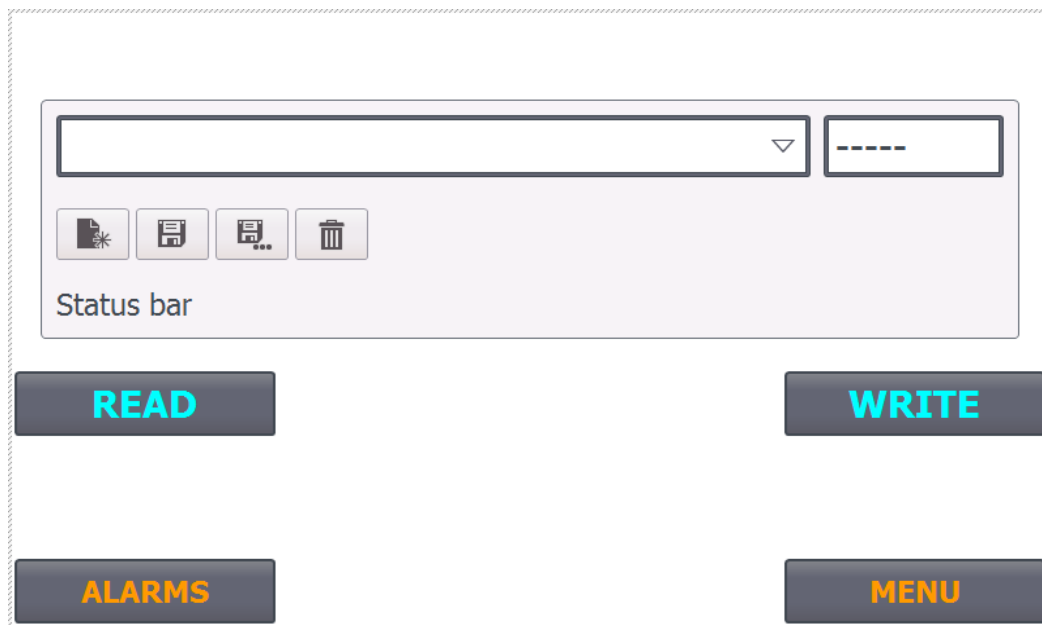 -----
Status bar
READ
WRITE
ALARMS
MENU